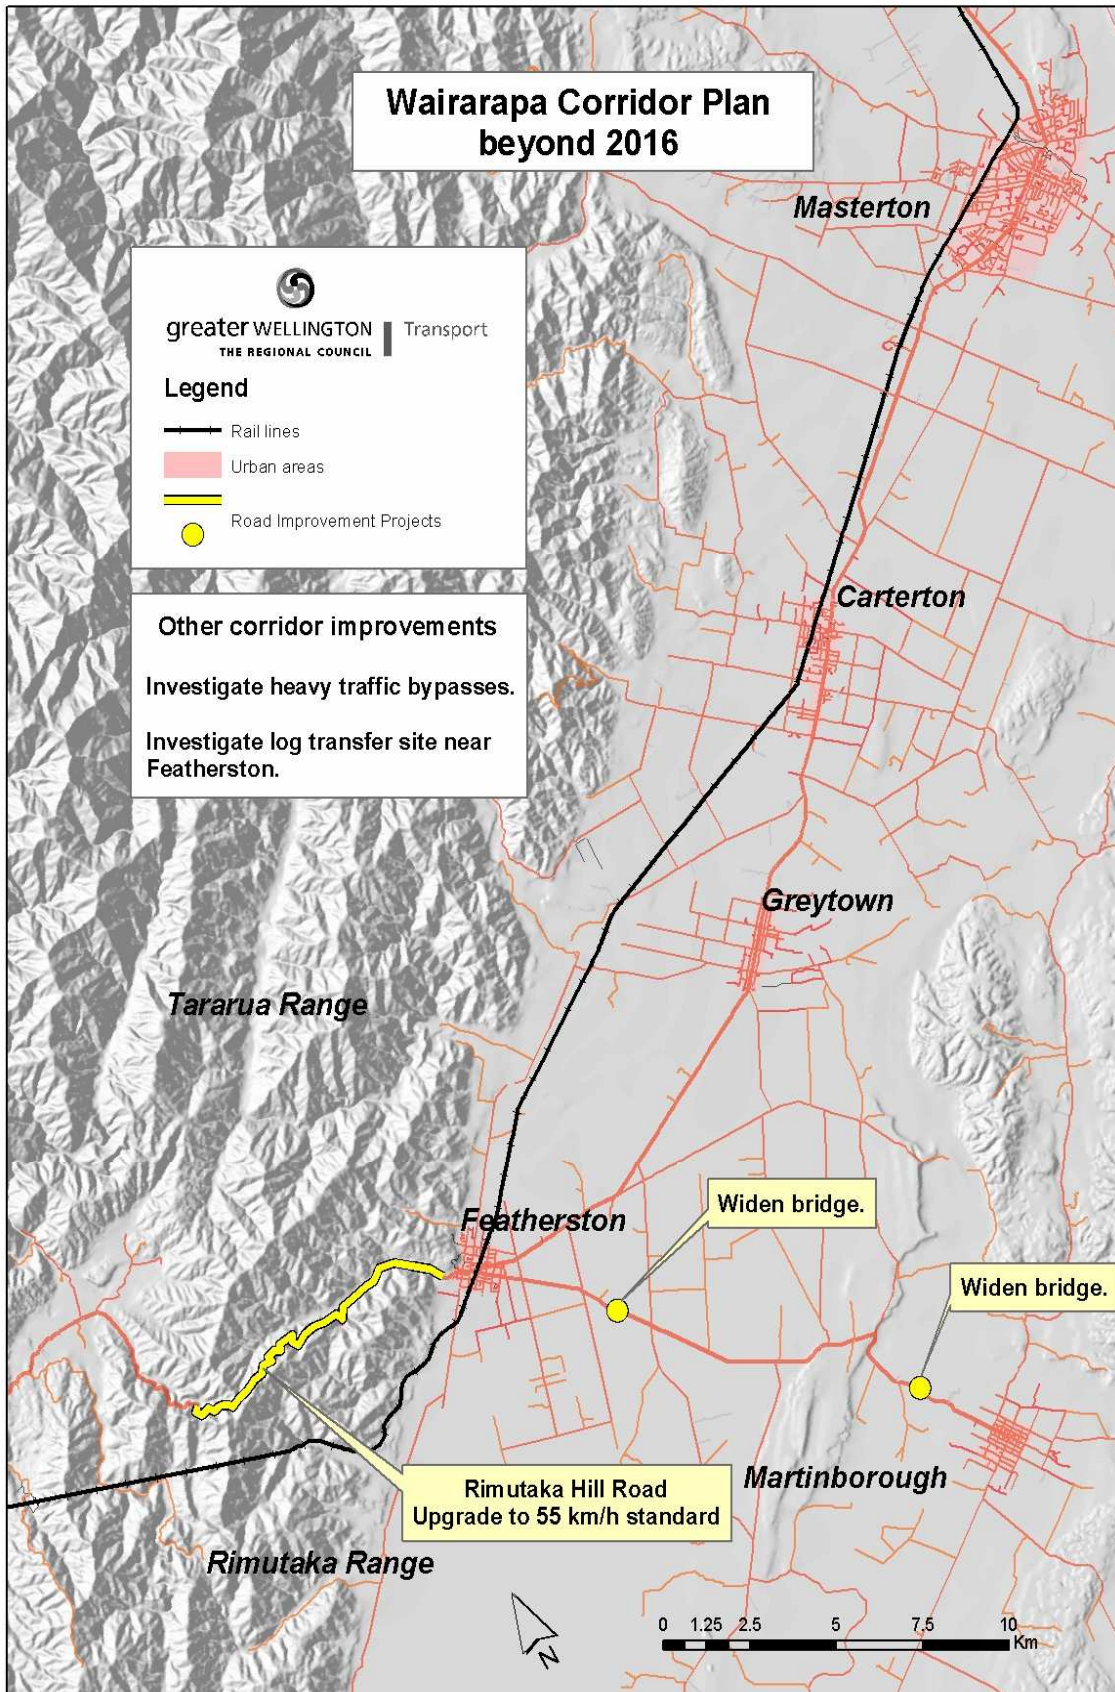 Wairarapa Corridor Plan
beyond 2016
Masterton
greater WELLINGTON
THE REGIONAL COUNCIL
Transport
Legend
Rail lines
Urban areas
Road Improvement Projects
Carterton
Other corridor improvements
Investigate heavy traffic bypasses.
Investigate log transfer site near
Featherston.
Greytown
Tararua Range
Featherston
Widen bridge.
Widen bridge.
Martinborough
Rimutaka Hill Road
Upgrade to 55 km/h standard
Rimutaka Range
N
0 1.25 2.5 5 7.5 10
Km